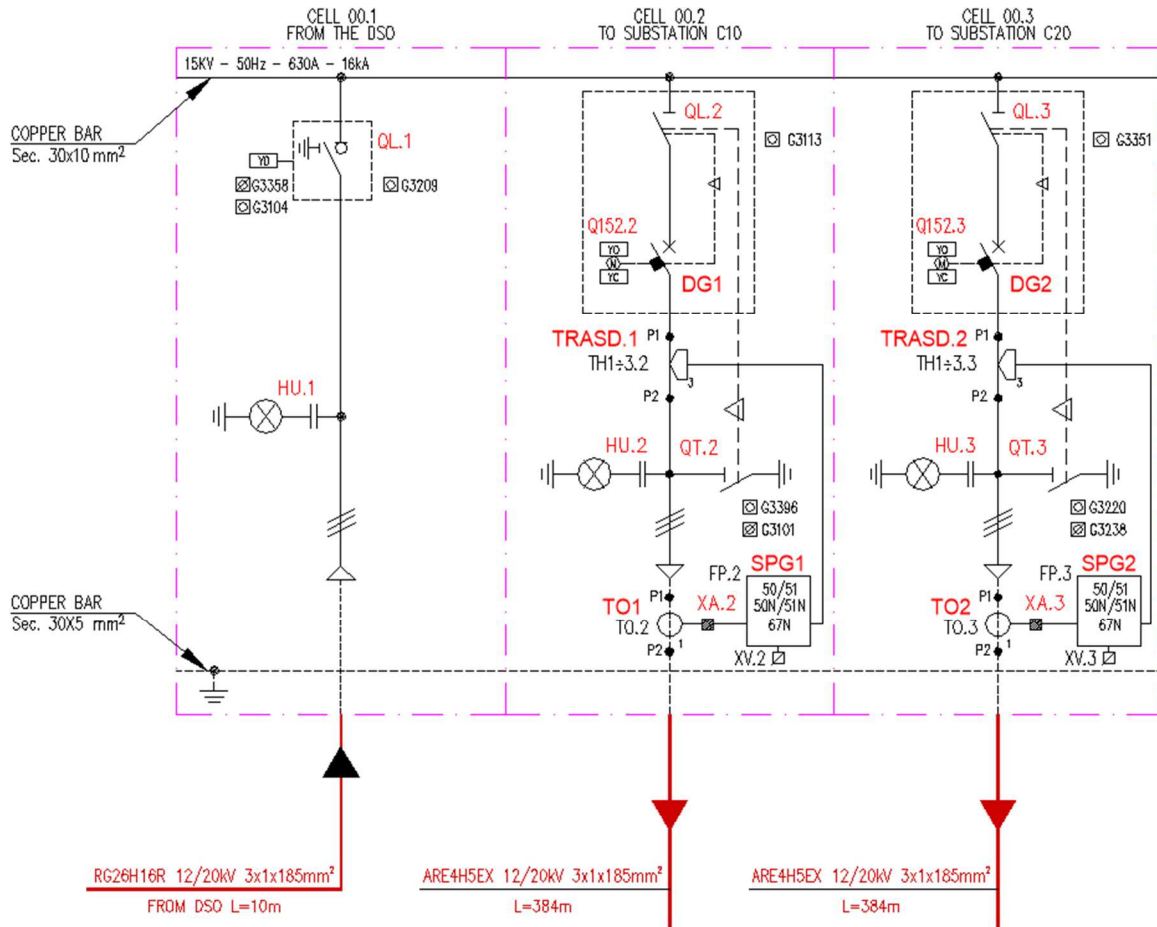 CELL 00.1
FROM THE DSO
CELL 00.2
TO SUBSTATION C10
CELL 00.3
TO SUBSTATION C20
15KV - 50Hz - 630A - 16kA
COPPER BAR
Sec. 30x10 mm²
QL.1
YO
G3358
G3104
G3209
HU.1
QL.2
G3113
Q152.2
YO
N
YC
DG1
TRASD.1
P1
TH1÷3.2
3
P2
HU.2
QT.2
G3396
G3101
FP.2
SPG1
P1
50/51
50N/51N
67N
TO1
XA.2
TO.2
P2
1
XV.2
QL.3
G3351
Q152.3
YO
M
YC
DG2
TRASD.2
P1
TH1÷3.3
3
P2
HU.3
QT.3
G3220
G3238
FP.3
SPG2
P1
50/51
50N/51N
67N
TO2
XA.3
TO.3
P2
1
XV.3
COPPER BAR
Sec. 30X5 mm²
RG26H16R 12/20kV 3x1x185mm²
FROM DSO L=10m
ARE4H5EX 12/20kV 3x1x185mm²
L=384m
ARE4H5EX 12/20kV 3x1x185mm²
L=384m